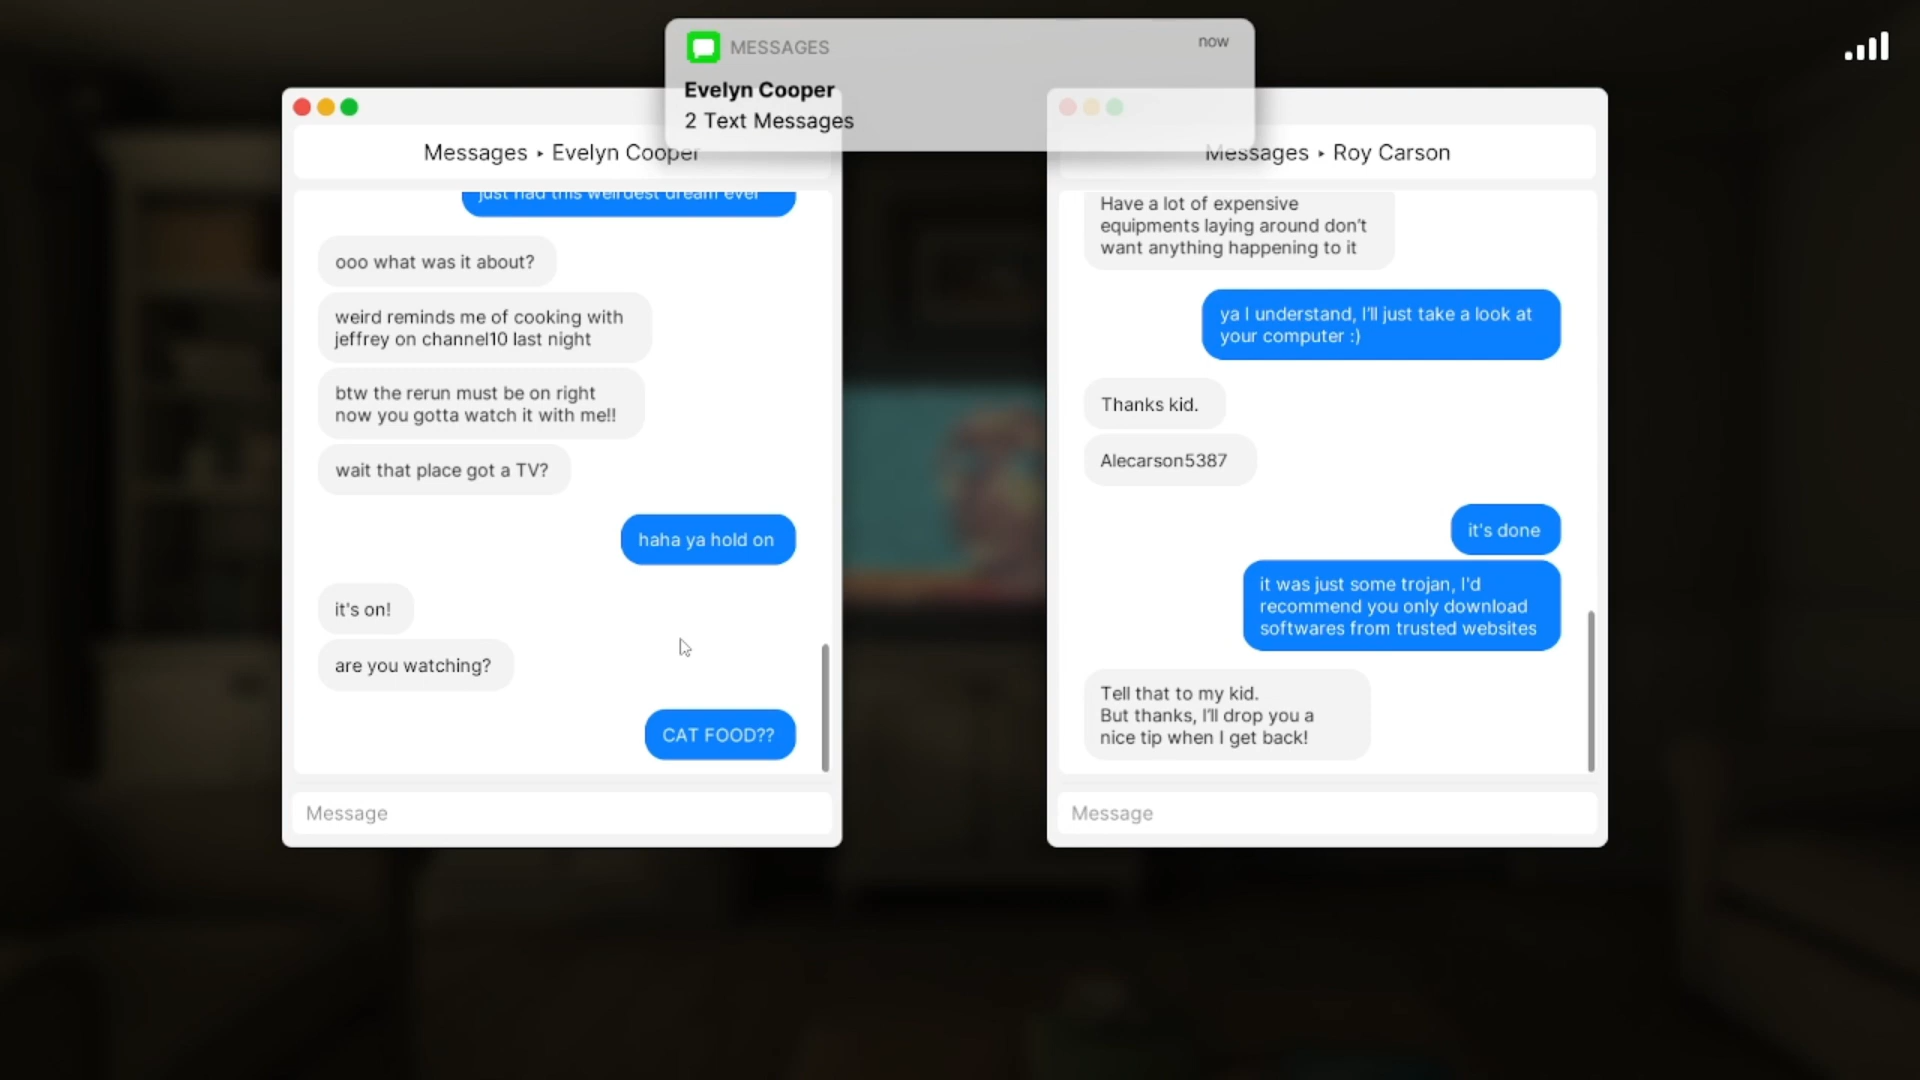 MESSAGES
now
Evelyn Cooper
2 Text Messages
Messages ‣ Evelyn Cooper
just had this weirdest dream ever
ooo what was it about?
weird reminds me of cooking with
jeffrey on channel10 last night
btw the rerun must be on right
now you gotta watch it with me!!
wait that place got a TV?
haha ya hold on
it's on!
are you watching?
CAT FOOD??
Message
Messages ‣ Roy Carson
Have a lot of expensive
equipments laying around don't
want anything happening to it
ya I understand, I'll just take a look at
your computer :)
Thanks kid.
Alecarson5387
it's done
it was just some trojan, I'd
recommend you only download
softwares from trusted websites
Tell that to my kid.
But thanks, I'll drop you a
nice tip when I get back!
Message